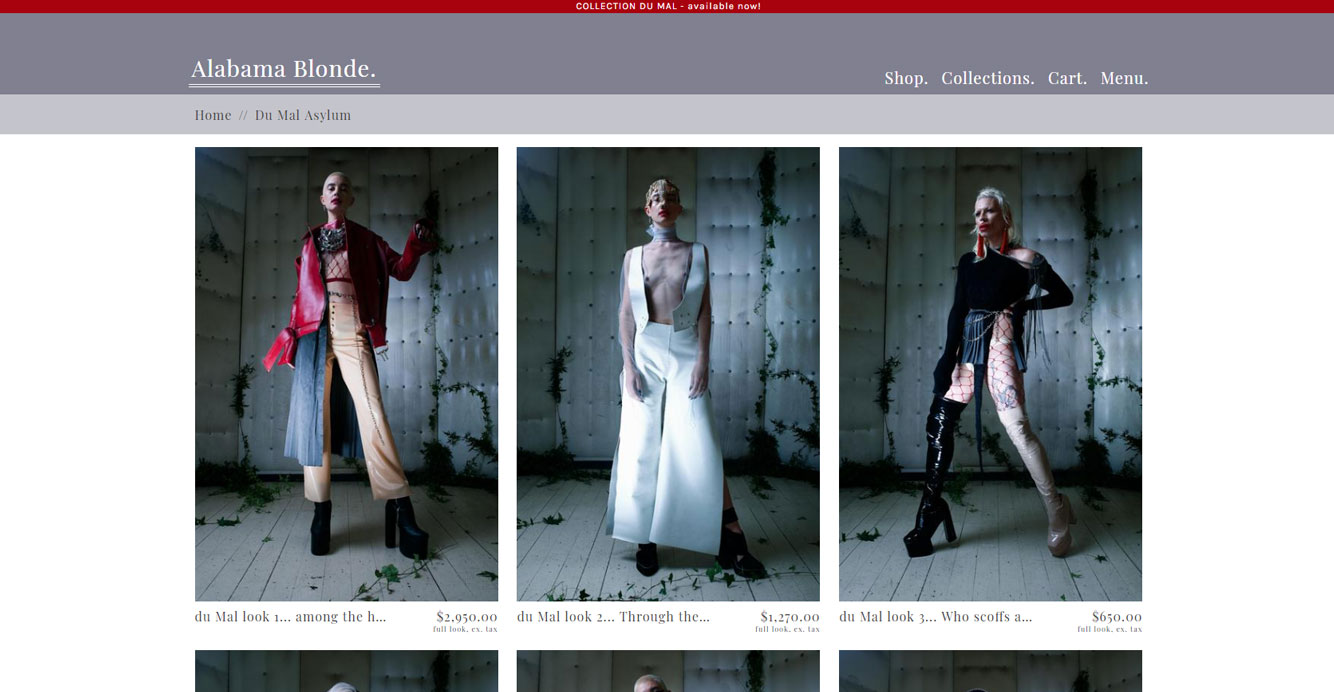 COLLECTION DU MAL - available now!
Alabama Blonde.
Shop. Collections. Cart. Menu.
Home // Du Mal Asylum
du Mal look 1... among the h... $2,950.00
full look, ex. tax
du Mal look 2... Through the... $1,270.00
full look, ex. tax
du Mal look 3... Who scoffs a... $650.00
full look, ex. tax